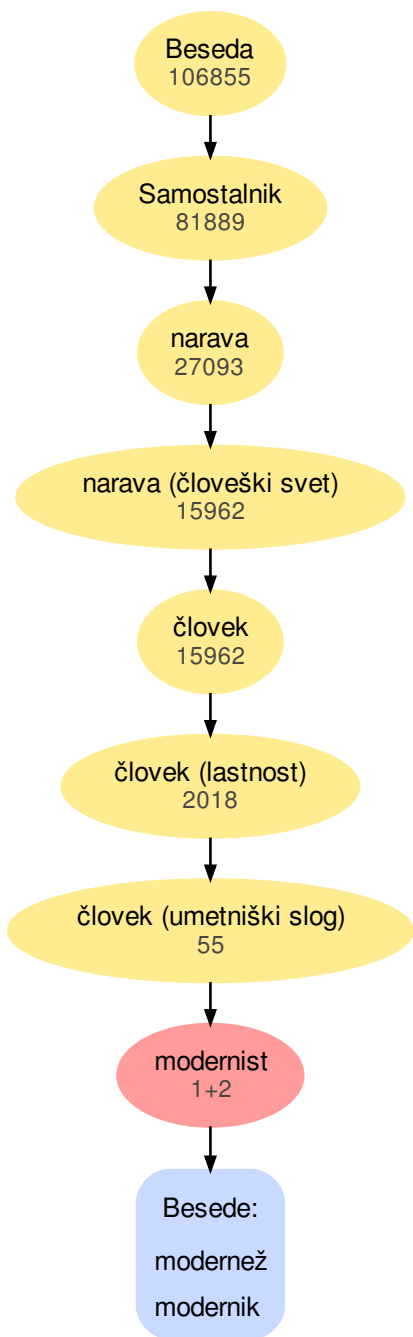 Beseda
106855
Samostalnik
81889
narava
27093
narava (človeški svet)
15962
človek
15962
človek (lastnost)
2018
človek (umetniški slog)
55
modernist
1+2
Besede:
modernež
modernik